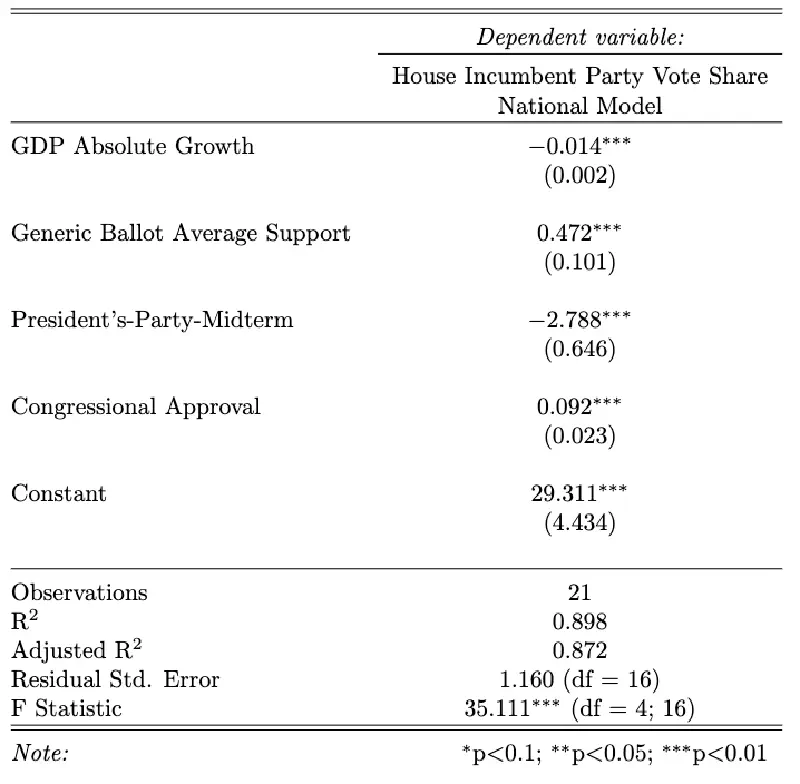 Dependent variable:
House Incumbent Party Vote Share
National Model
GDP Absolute Growth −0.014***
(0.002)
Generic Ballot Average Support 0.472***
(0.101)
President's-Party-Midterm −2.788***
(0.646)
Congressional Approval 0.092***
(0.023)
Constant 29.311***
(4.434)
Observations 21
R² 0.898
Adjusted R² 0.872
Residual Std. Error 1.160 (df = 16)
F Statistic 35.111*** (df = 4; 16)
Note: *p<0.1; **p<0.05; ***p<0.01